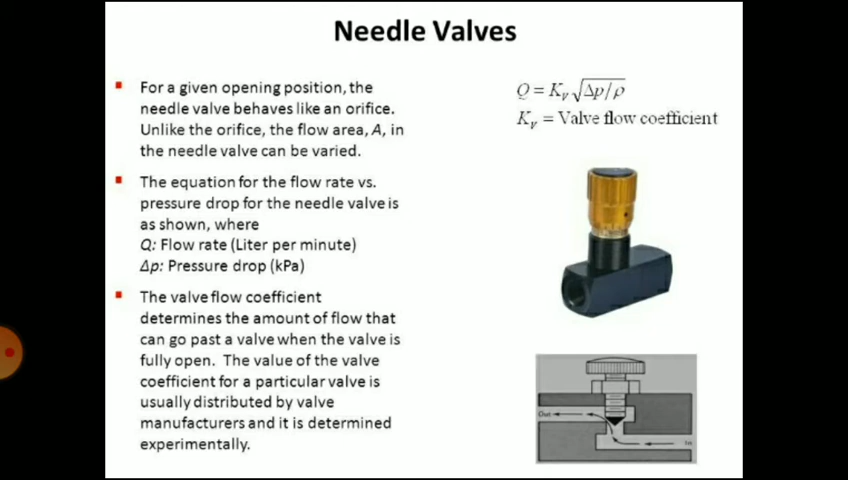 Needle Valves
For a given opening position, the
needle valve behaves like an orifice.
Unlike the orifice, the flow area, A, in
the needle valve can be varied.
The equation for the flow rate vs.
pressure drop for the needle valve is
as shown, where
Q: Flow rate (Liter per minute)
Δp: Pressure drop (kPa)
The valve flow coefficient
determines the amount of flow that
can go past a valve when the valve is
fully open. The value of the valve
coefficient for a particular valve is
usually distributed by valve
manufacturers and it is determined
experimentally.
Q = K_V √Δp/ρ
K_V = Valve flow coefficient
Out
In